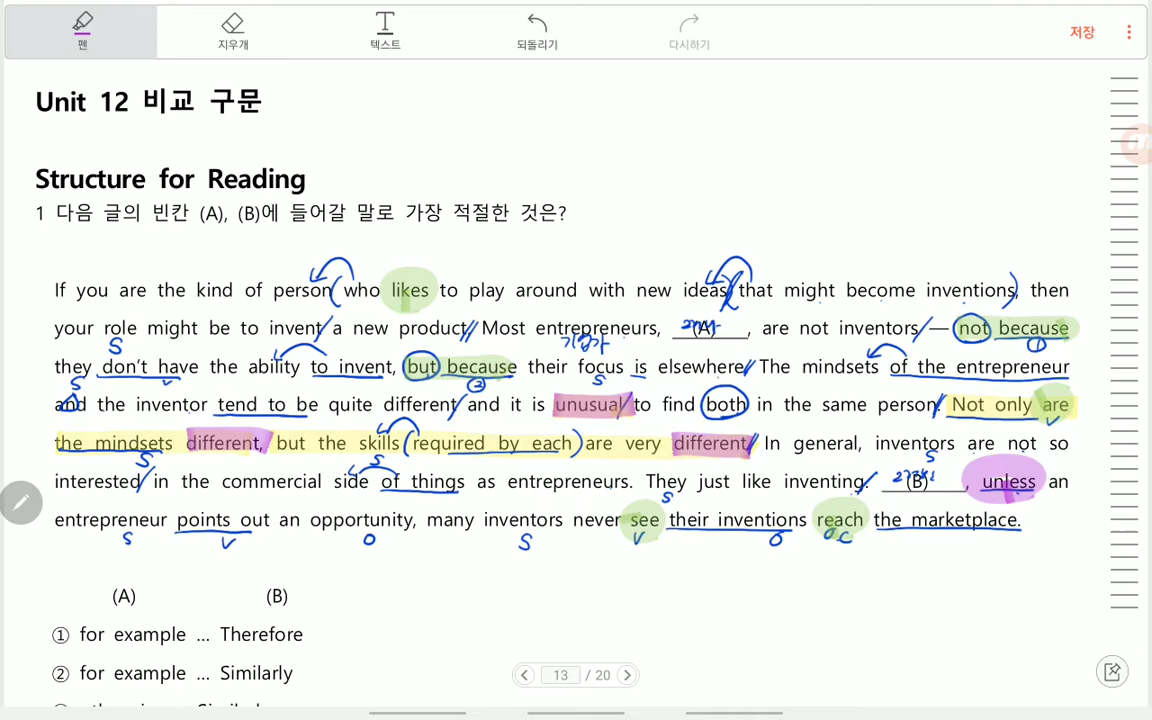 펜 지우개 텍스트 되돌리기 다시하기 저장
Unit 12 비교 구문
Structure for Reading
1 다음 글의 빈칸 (A), (B)에 들어갈 말로 가장 적절한 것은?
If you are the kind of person who likes to play around with new ideas that might become inventions, then
your role might be to invent a new product. Most entrepreneurs, (A) , are not inventors — not because
S 기업가 ①
they don't have the ability to invent, but because their focus is elsewhere. The mindsets of the entrepreneur
S V ② S
and the inventor tend to be quite different, and it is unusual to find both in the same person. Not only are
V
the mindsets different, but the skills required by each are very different. In general, inventors are not so
S S S
interested in the commercial side of things as entrepreneurs. They just like inventing. (B) , unless an
S
entrepreneur points out an opportunity, many inventors never see their inventions reach the marketplace.
S V O S V O OC
(A) (B)
① for example ... Therefore
② for example ... Similarly
13 / 20